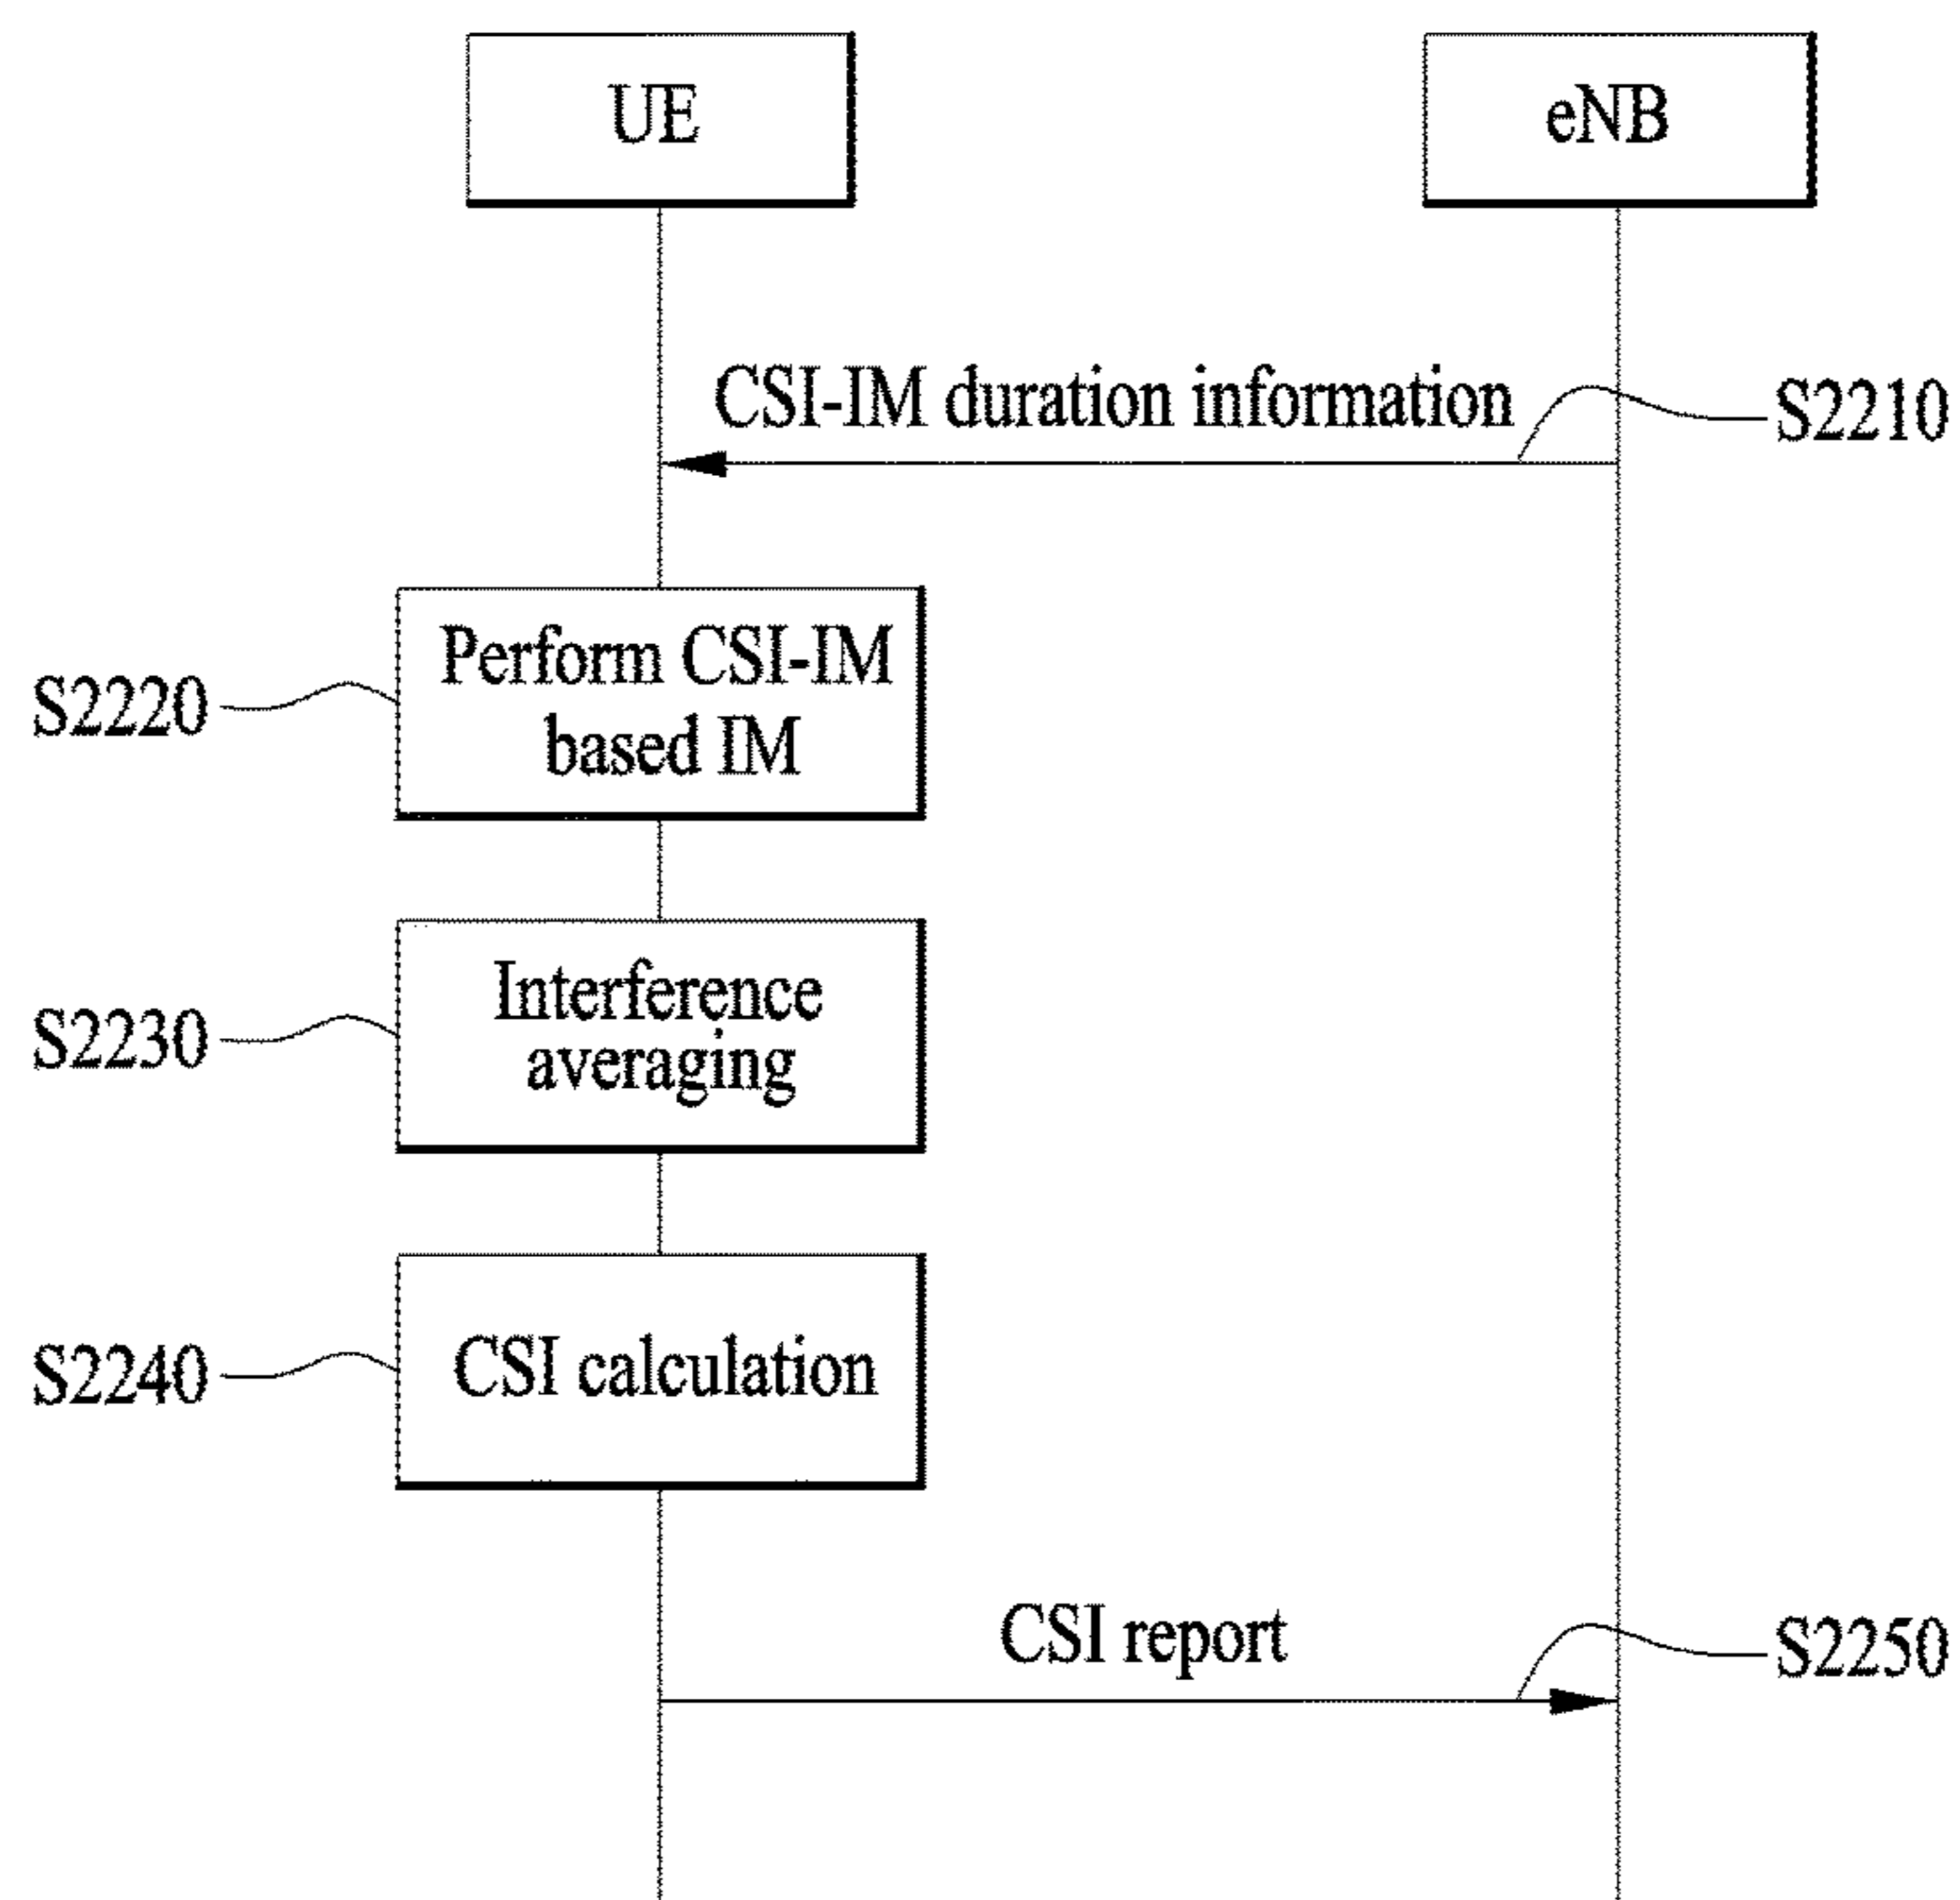 UE
eNB
CSI-IM duration information
S2210
Perform CSI-IM
based IM
S2220
Interference
averaging
S2230
CSI calculation
S2240
CSI report
S2250